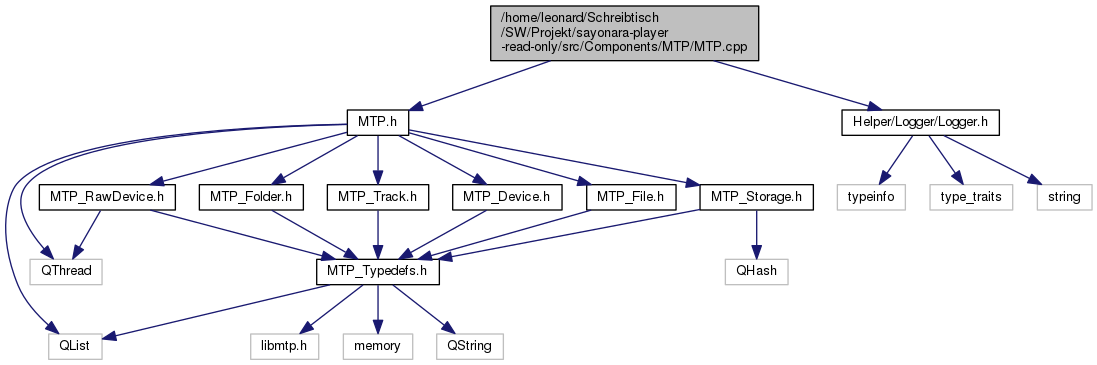 /home/leonard/Schreibtisch
/SW/Projekt/sayonara-player
-read-only/src/Components/MTP/MTP.cpp
MTP.h
Helper/Logger/Logger.h
MTP_RawDevice.h
MTP_Folder.h
MTP_Track.h
MTP_Device.h
MTP_File.h
MTP_Storage.h
typeinfo
type_traits
string
QThread
MTP_Typedefs.h
QHash
QList
libmtp.h
memory
QString